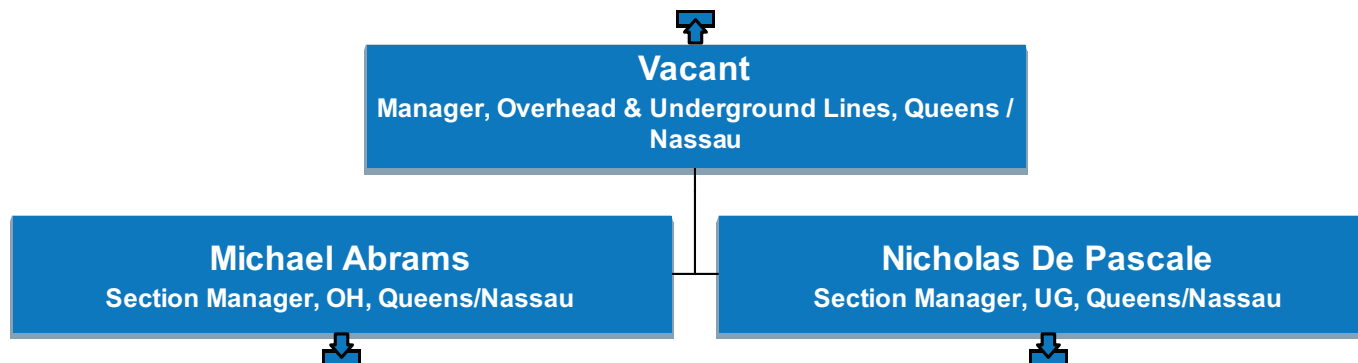 Vacant
Manager, Overhead & Underground Lines, Queens /
Nassau
Michael Abrams
Section Manager, OH, Queens/Nassau
Nicholas De Pascale
Section Manager, UG, Queens/Nassau